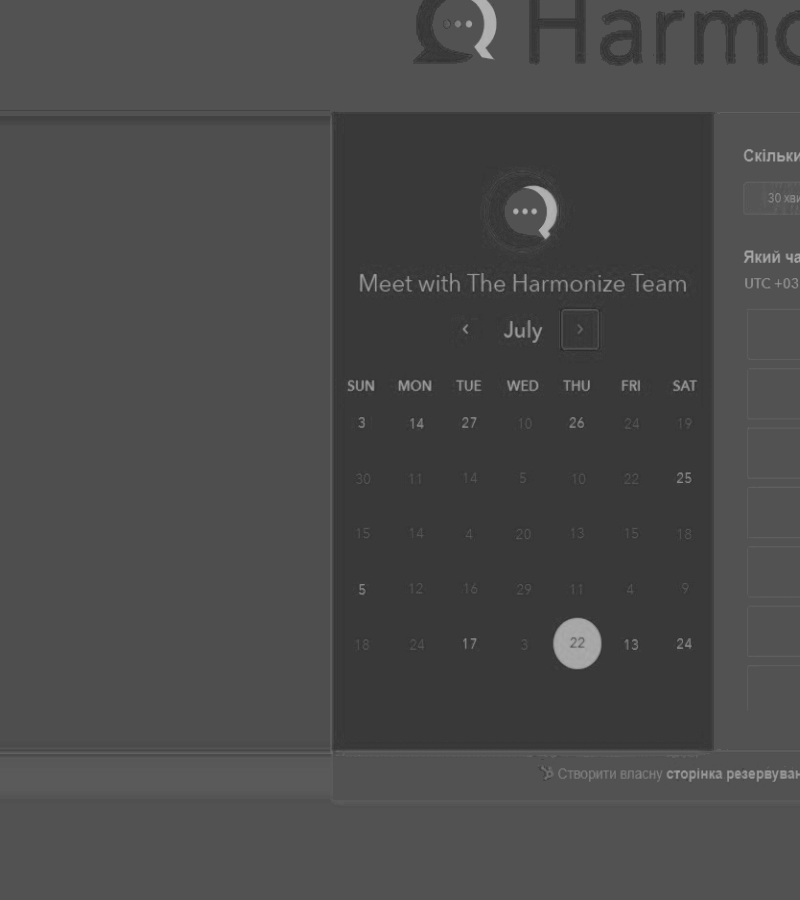 Harmo
Meet with The Harmonize Team
‹ July ›
SUN MON TUE WED THU FRI SAT
3 14 27 10 26 24 19
30 11 14 5 10 22 25
15 14 4 20 13 15 18
5 12 16 29 11 4 9
18 24 17 3 22 13 24
Скільки
30 хви
Який ча
UTC +03
Створити власну сторінка резервуван